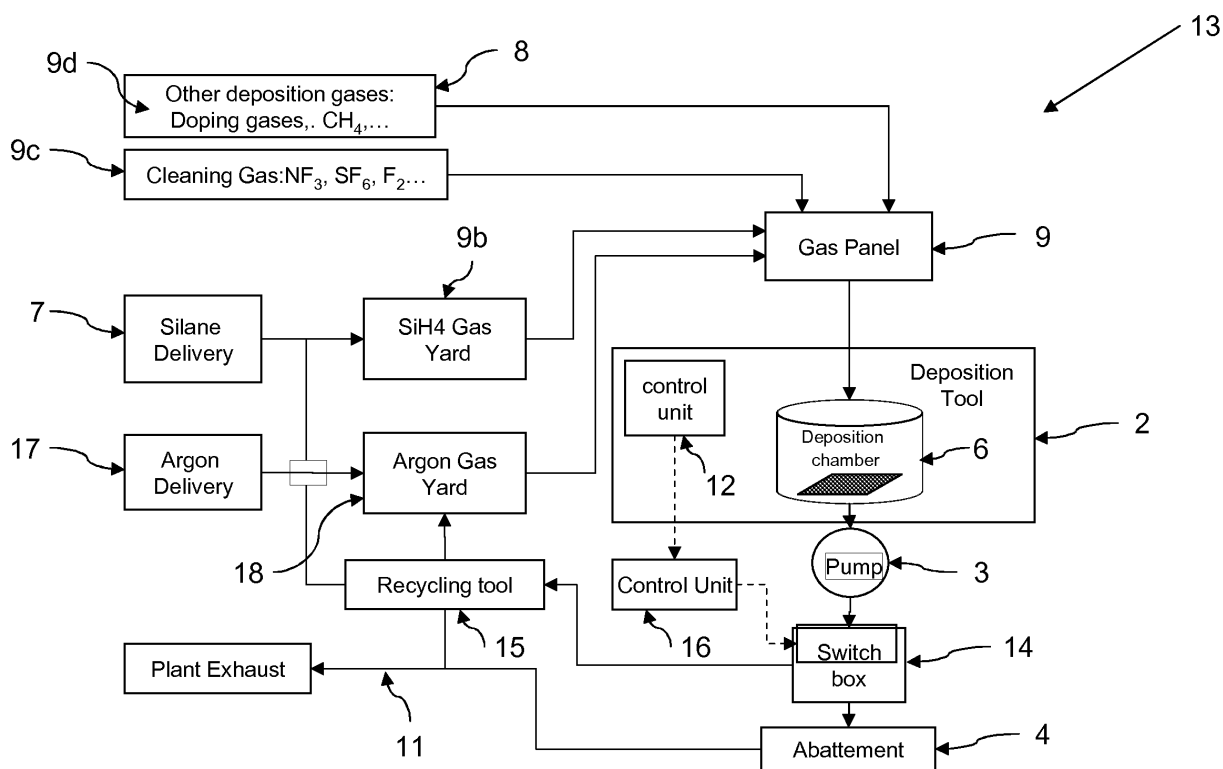 13
8
9d
Other deposition gases:
Doping gases,. CH4,...
9c
Cleaning Gas:NF3, SF6, F2...
9b
Gas Panel
9
7
Silane
Delivery
SiH4 Gas
Yard
control
unit
Deposition
Tool
2
17
Argon
Delivery
Argon Gas
Yard
12
Deposition
chamber
6
18
Recycling tool
Control Unit
Pump
3
15
16
Plant Exhaust
Switch
box
14
11
Abattement
4